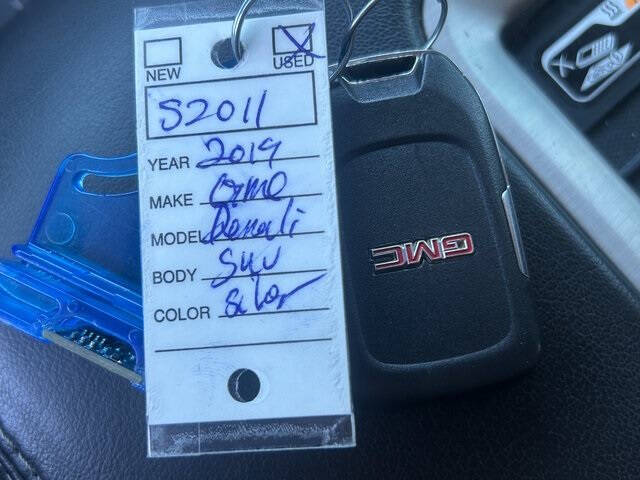 NEW USED
S2011
YEAR 2019
MAKE GMC
MODEL Denali
BODY SUV
COLOR Silver
GMC